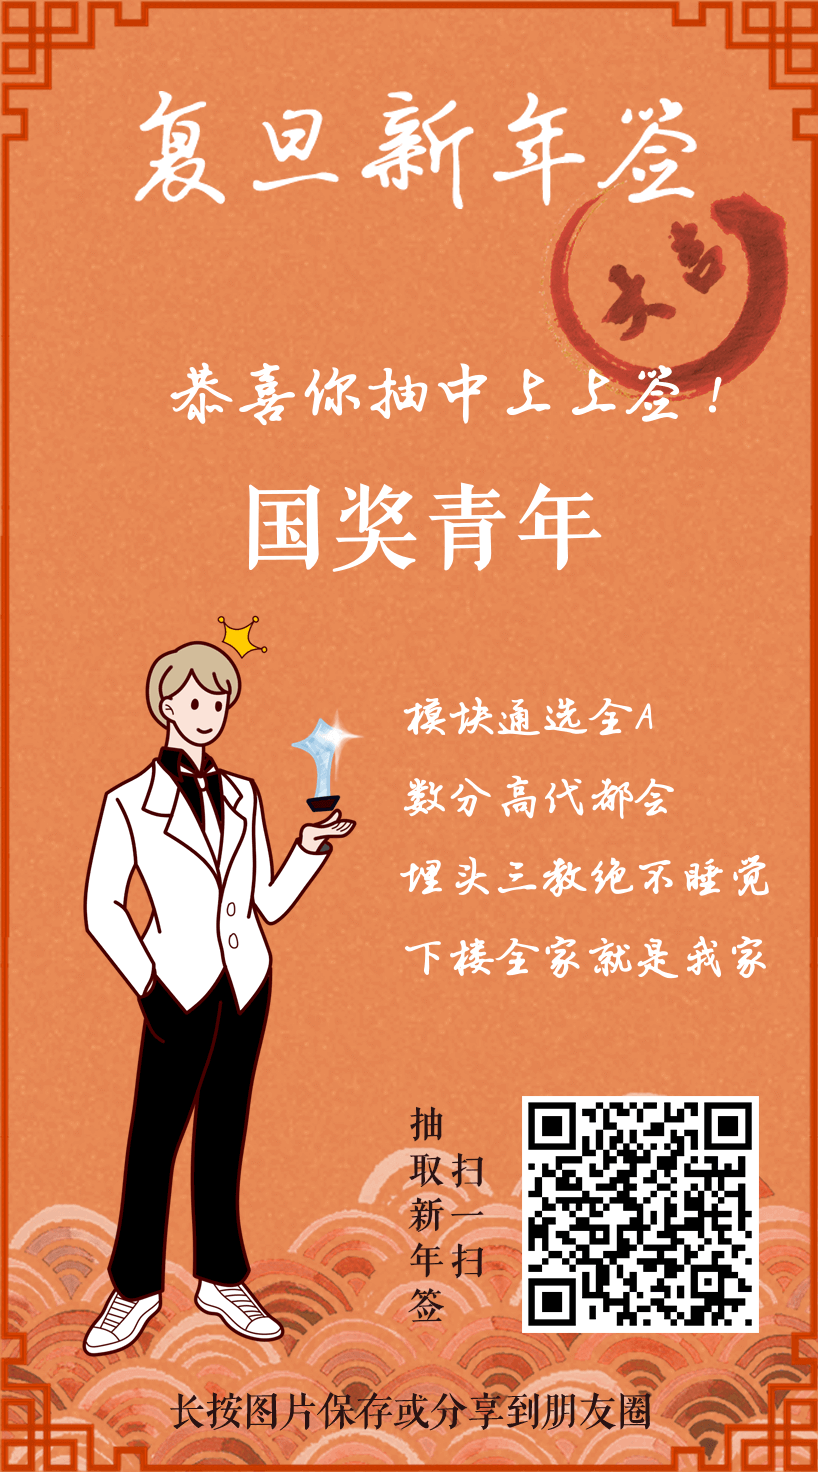 复旦新年签
大吉
恭喜你抽中上上签！
国奖青年
模块通选全A
数分高代都会
埋头三教绝不睡觉
下楼全家就是我家
扫一扫
抽取新年签
长按图片保存或分享到朋友圈